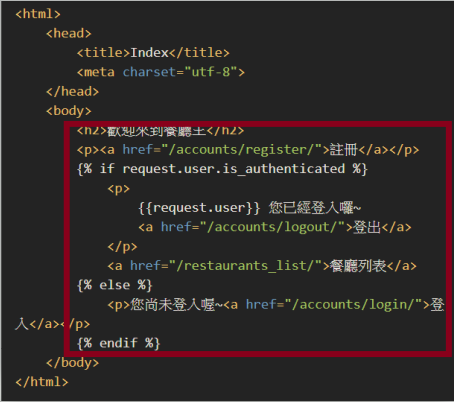 <html>
    <head>
        <title>Index</title>
        <meta charset="utf-8">
    </head>
    <body>
        <h2>歡迎來到餐廳王</h2>
        <p><a href="/accounts/register/">註冊</a></p>
        {% if request.user.is_authenticated %}
            <p>
                {{request.user}} 您已經登入囉~
                <a href="/accounts/logout/">登出</a>
            </p>
            <a href="/restaurants_list/">餐廳列表</a>
        {% else %}
            <p>您尚未登入喔~<a href="/accounts/login/">登
入</a></p>
        {% endif %}
    </body>
</html>